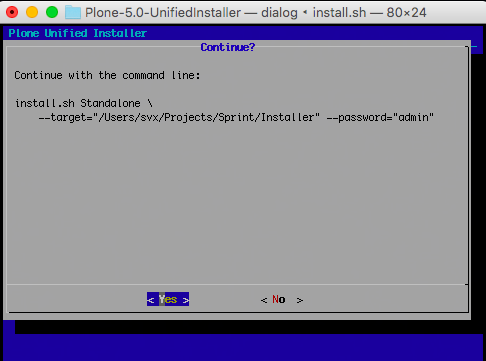 Plone-5.0-UnifiedInstaller — dialog ◂ install.sh — 80×24
Plone Unified Installer
Continue?
Continue with the command line:
install.sh Standalone \
--target="/Users/svx/Projects/Sprint/Installer" --password="admin"
< Yes > < No >